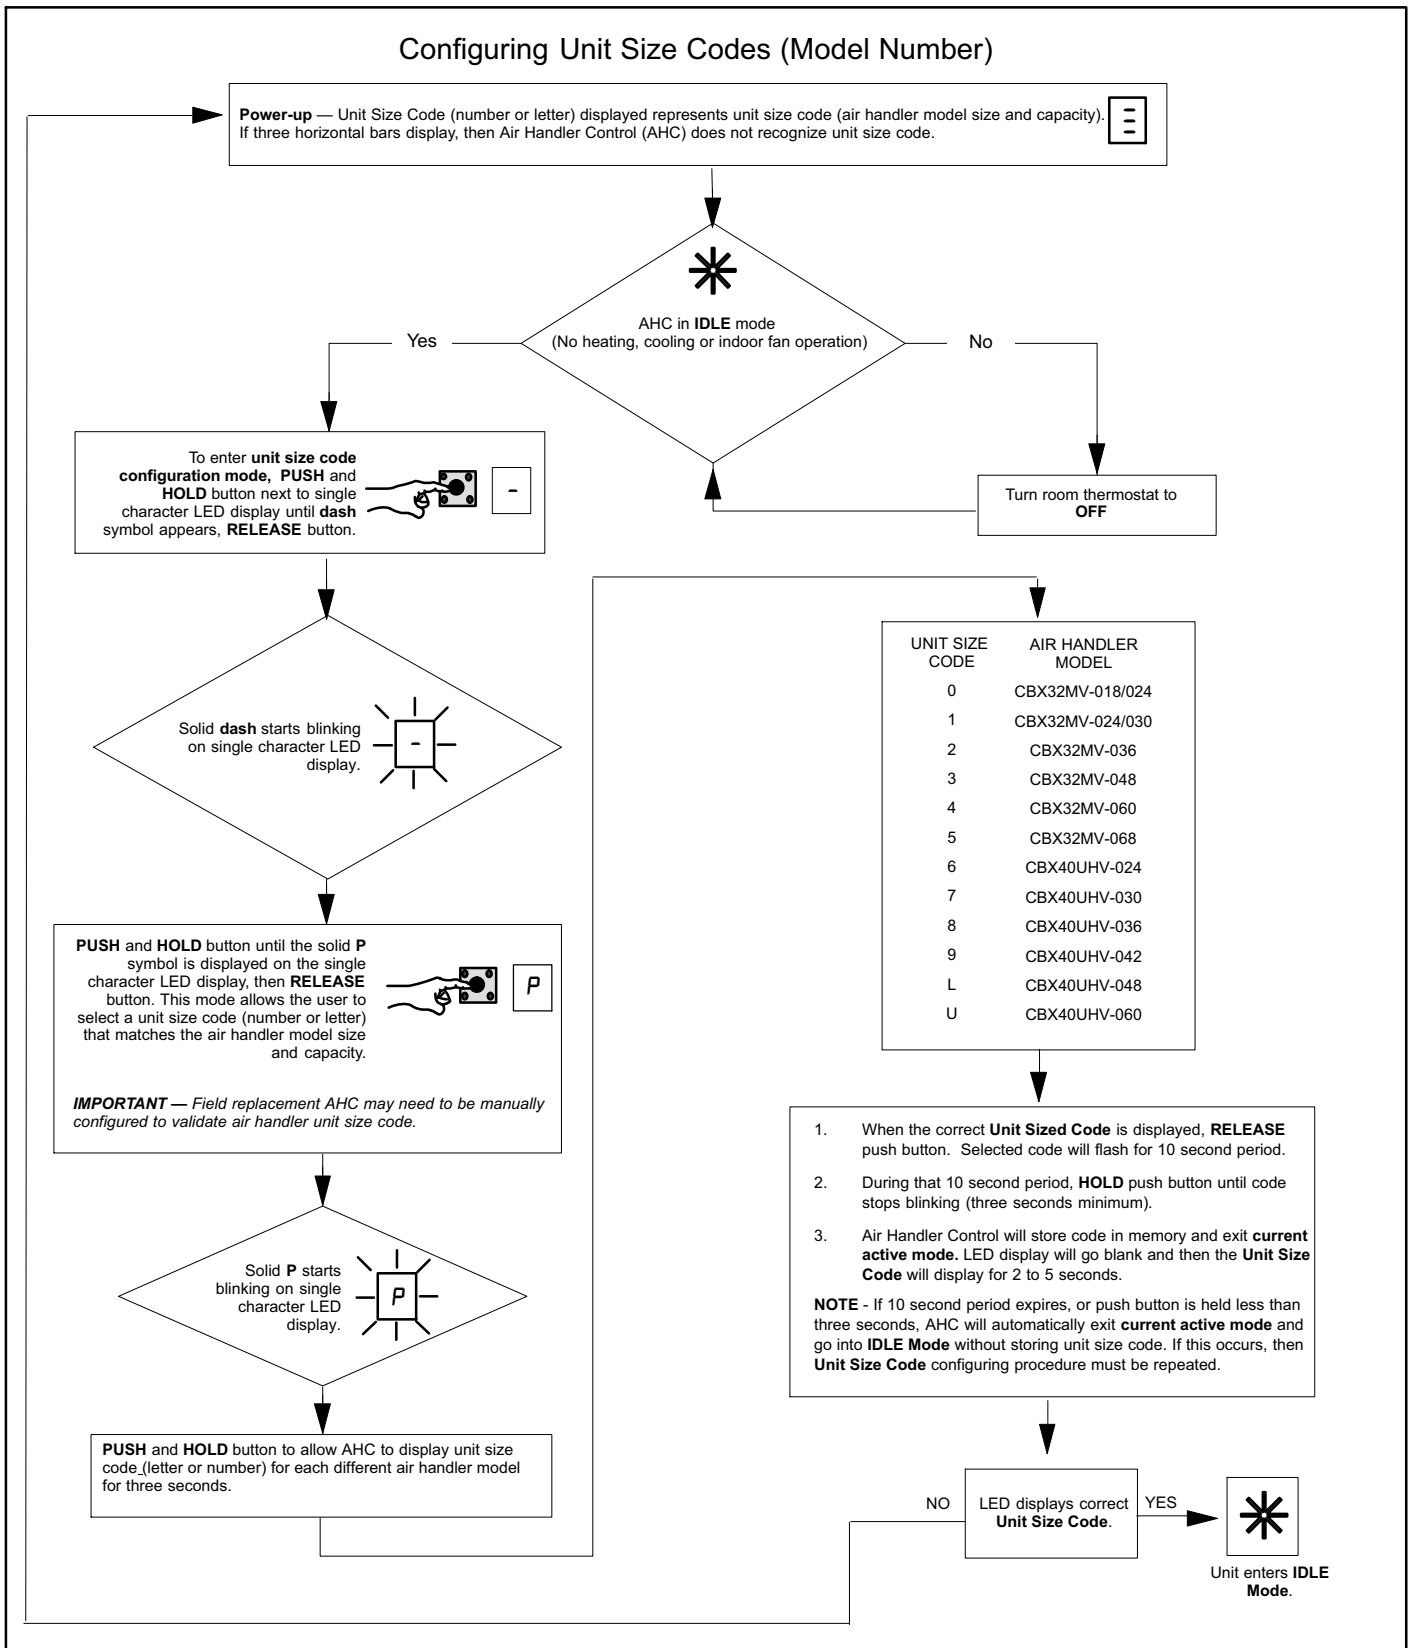 Configuring Unit Size Codes (Model Number)
Power-up — Unit Size Code (number or letter) displayed represents unit size code (air handler model size and capacity).
If three horizontal bars display, then Air Handler Control (AHC) does not recognize unit size code.
AHC in IDLE mode
(No heating, cooling or indoor fan operation)
Yes
No
To enter unit size code
configuration mode, PUSH and
HOLD button next to single
character LED display until dash
symbol appears, RELEASE button.
-
Turn room thermostat to
OFF
Solid dash starts blinking
on single character LED
display.
-
PUSH and HOLD button until the solid P
symbol is displayed on the single
character LED display, then RELEASE
button. This mode allows the user to
select a unit size code (number or letter)
that matches the air handler model size
and capacity.
P
IMPORTANT — Field replacement AHC may need to be manually
configured to validate air handler unit size code.
Solid P starts
blinking on single
character LED
display.
P
PUSH and HOLD button to allow AHC to display unit size
code (letter or number) for each different air handler model
for three seconds.
UNIT SIZE CODE AIR HANDLER MODEL
0 CBX32MV-018/024
1 CBX32MV-024/030
2 CBX32MV-036
3 CBX32MV-048
4 CBX32MV-060
5 CBX32MV-068
6 CBX40UHV-024
7 CBX40UHV-030
8 CBX40UHV-036
9 CBX40UHV-042
L CBX40UHV-048
U CBX40UHV-060
1. When the correct Unit Sized Code is displayed, RELEASE
push button. Selected code will flash for 10 second period.
2. During that 10 second period, HOLD push button until code
stops blinking (three seconds minimum).
3. Air Handler Control will store code in memory and exit current
active mode. LED display will go blank and then the Unit Size
Code will display for 2 to 5 seconds.
NOTE - If 10 second period expires, or push button is held less than
three seconds, AHC will automatically exit current active mode and
go into IDLE Mode without storing unit size code. If this occurs, then
Unit Size Code configuring procedure must be repeated.
NO
LED displays correct
Unit Size Code.
YES
Unit enters IDLE
Mode.